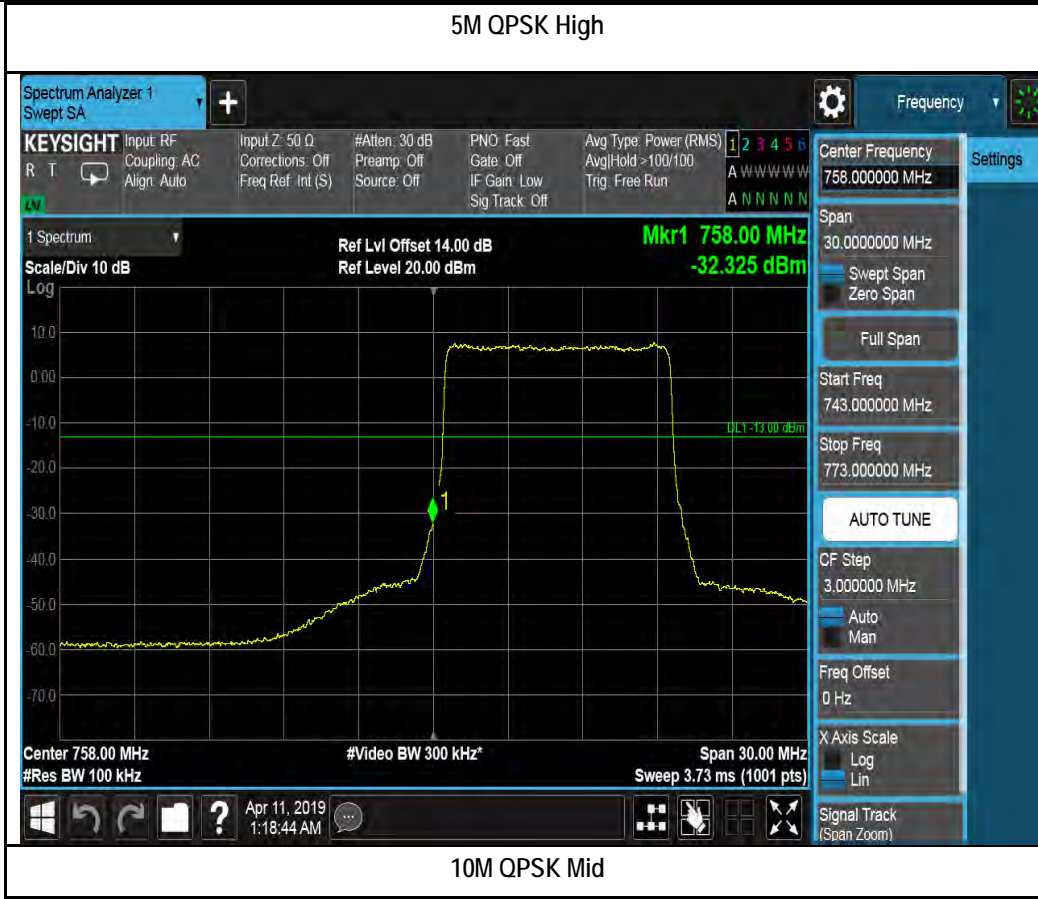 5M QPSK High
Spectrum Analyzer 1
Swept SA
+
Frequency
KEYSIGHT
R T
Input: RF
Coupling: AC
Align: Auto
Input Z: 50 Ω
Corrections: Off
Freq Ref: Int (S)
#Atten: 30 dB
Preamp: Off
Source: Off
PNO: Fast
Gate: Off
IF Gain: Low
Sig Track: Off
Avg Type: Power (RMS)
Avg|Hold:>100/100
Trig: Free Run
1 2 3 4 5 6
A W W W W W
A N N N N N
Settings
Center Frequency
758.000000 MHz
Span
30.0000000 MHz
Swept Span
Zero Span
Full Span
Start Freq
743.000000 MHz
Stop Freq
773.000000 MHz
AUTO TUNE
CF Step
3.000000 MHz
Auto
Man
Freq Offset
0 Hz
X Axis Scale
Log
Lin
Signal Track
(Span Zoom)
1 Spectrum
Scale/Div 10 dB
Ref Lvl Offset 14.00 dB
Ref Level 20.00 dBm
Mkr1 758.00 MHz
-32.325 dBm
Log
10.0
0.00
-10.0
DL1 -13.00 dBm
-20.0
-30.0
1
-40.0
-50.0
-60.0
-70.0
Center 758.00 MHz
#Video BW 300 kHz*
Span 30.00 MHz
#Res BW 100 kHz
Sweep 3.73 ms (1001 pts)
?
Apr 11, 2019
1:18:44 AM
10M QPSK Mid